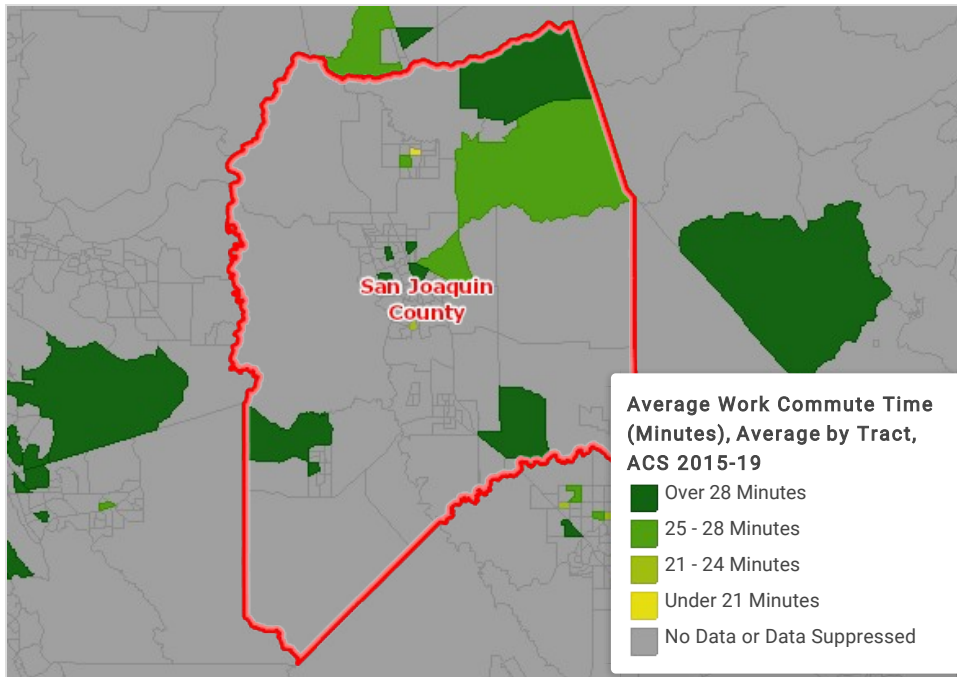 San Joaquin
County
Average Work Commute Time
(Minutes), Average by Tract,
ACS 2015-19
Over 28 Minutes
25 - 28 Minutes
21 - 24 Minutes
Under 21 Minutes
No Data or Data Suppressed